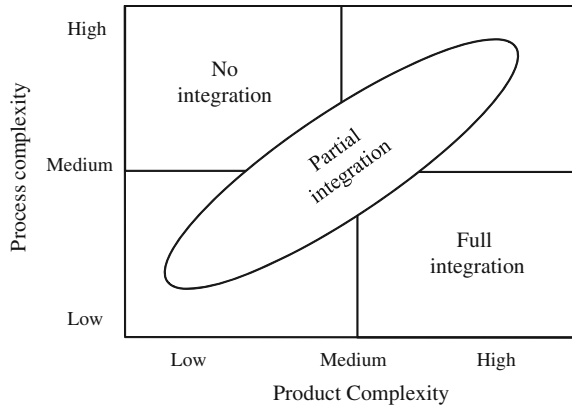 High
No
integration
Partial
integration
Process complexity
Medium
Full
integration
Low
Low Medium High
Product Complexity